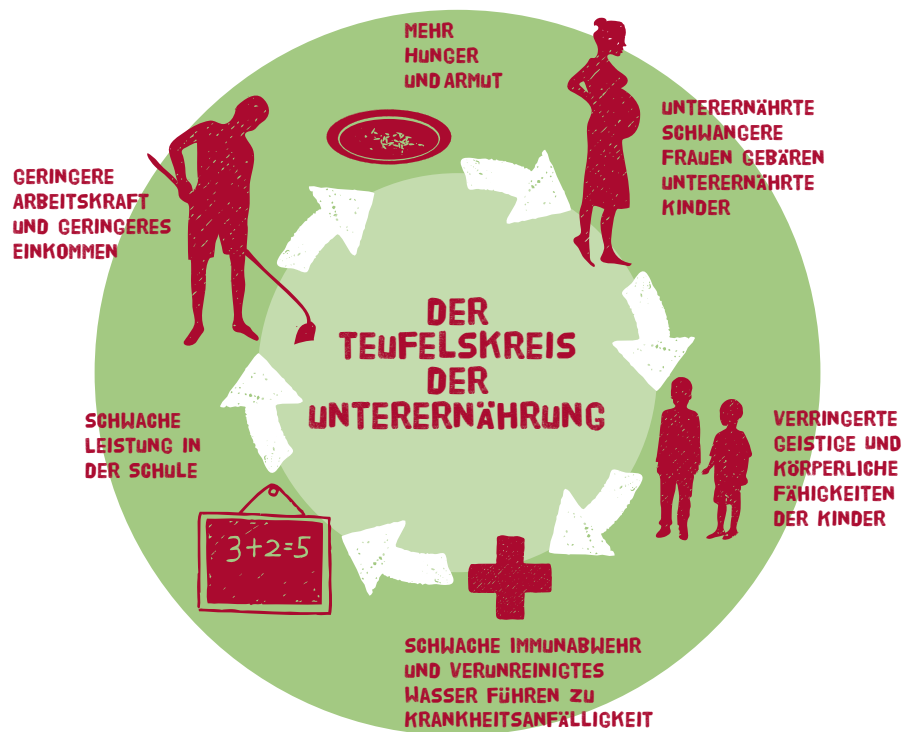 MEHR
HUNGER
UND ARMUT
UNTERERNÄHRTE
SCHWANGERE
FRAUEN GEBÄREN
UNTERERNÄHRTE
KINDER
VERRINGERTE
GEISTIGE UND
KÖRPERLICHE
FÄHIGKEITEN
DER KINDER
SCHWACHE IMMUNABWEHR
UND VERUNREINIGTES
WASSER FÜHREN ZU
KRANKHEITSANFÄLLIGKEIT
3+2=5
SCHWACHE
LEISTUNG IN
DER SCHULE
GERINGERE
ARBEITSKRAFT
UND GERINGERES
EINKOMMEN
DER
TEUFELSKREIS
DER
UNTERERNÄHRUNG